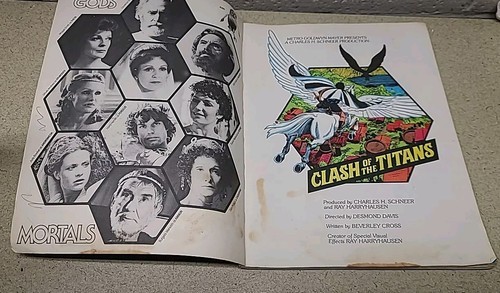 GODS
MORTALS
METRO GOLDWYN MAYER PRESENTS
A CHARLES H. SCHNEER PRODUCTION
CLASH OF
THE TITANS
Produced by CHARLES H. SCHNEER
and RAY HARRYHAUSEN
Directed by DESMOND DAVIS
Written by BEVERLEY CROSS
Creator of Special Visual
Effects RAY HARRYHAUSEN